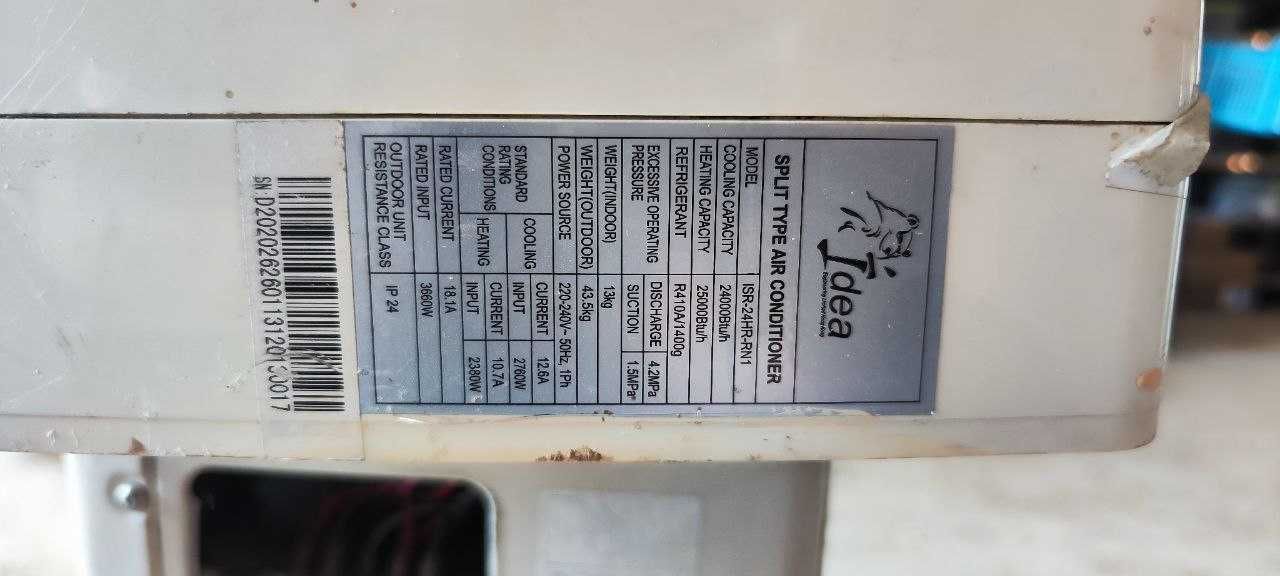 Idea
SPLIT TYPE AIR CONDITIONER
MODEL ISR-24HR-RN1
COOLING CAPACITY 24000Btu/h
HEATING CAPACITY 25000Btu/h
REFRIGERANT R410A/1400g
EXCESSIVE OPERATING PRESSURE DISCHARGE 4.2MPa
SUCTION 1.5MPa
WEIGHT(INDOOR) 13kg
WEIGHT(OUTDOOR) 43.5kg
POWER SOURCE 220-240V~ 50Hz, 1Ph
STANDARD RATING CONDITIONS COOLING CURRENT 12.6A
INPUT 2760W
HEATING CURRENT 10.7A
INPUT 2380W
RATED CURRENT 18.1A
RATED INPUT 3660W
OUTDOOR UNIT RESISTANCE CLASS IP 24